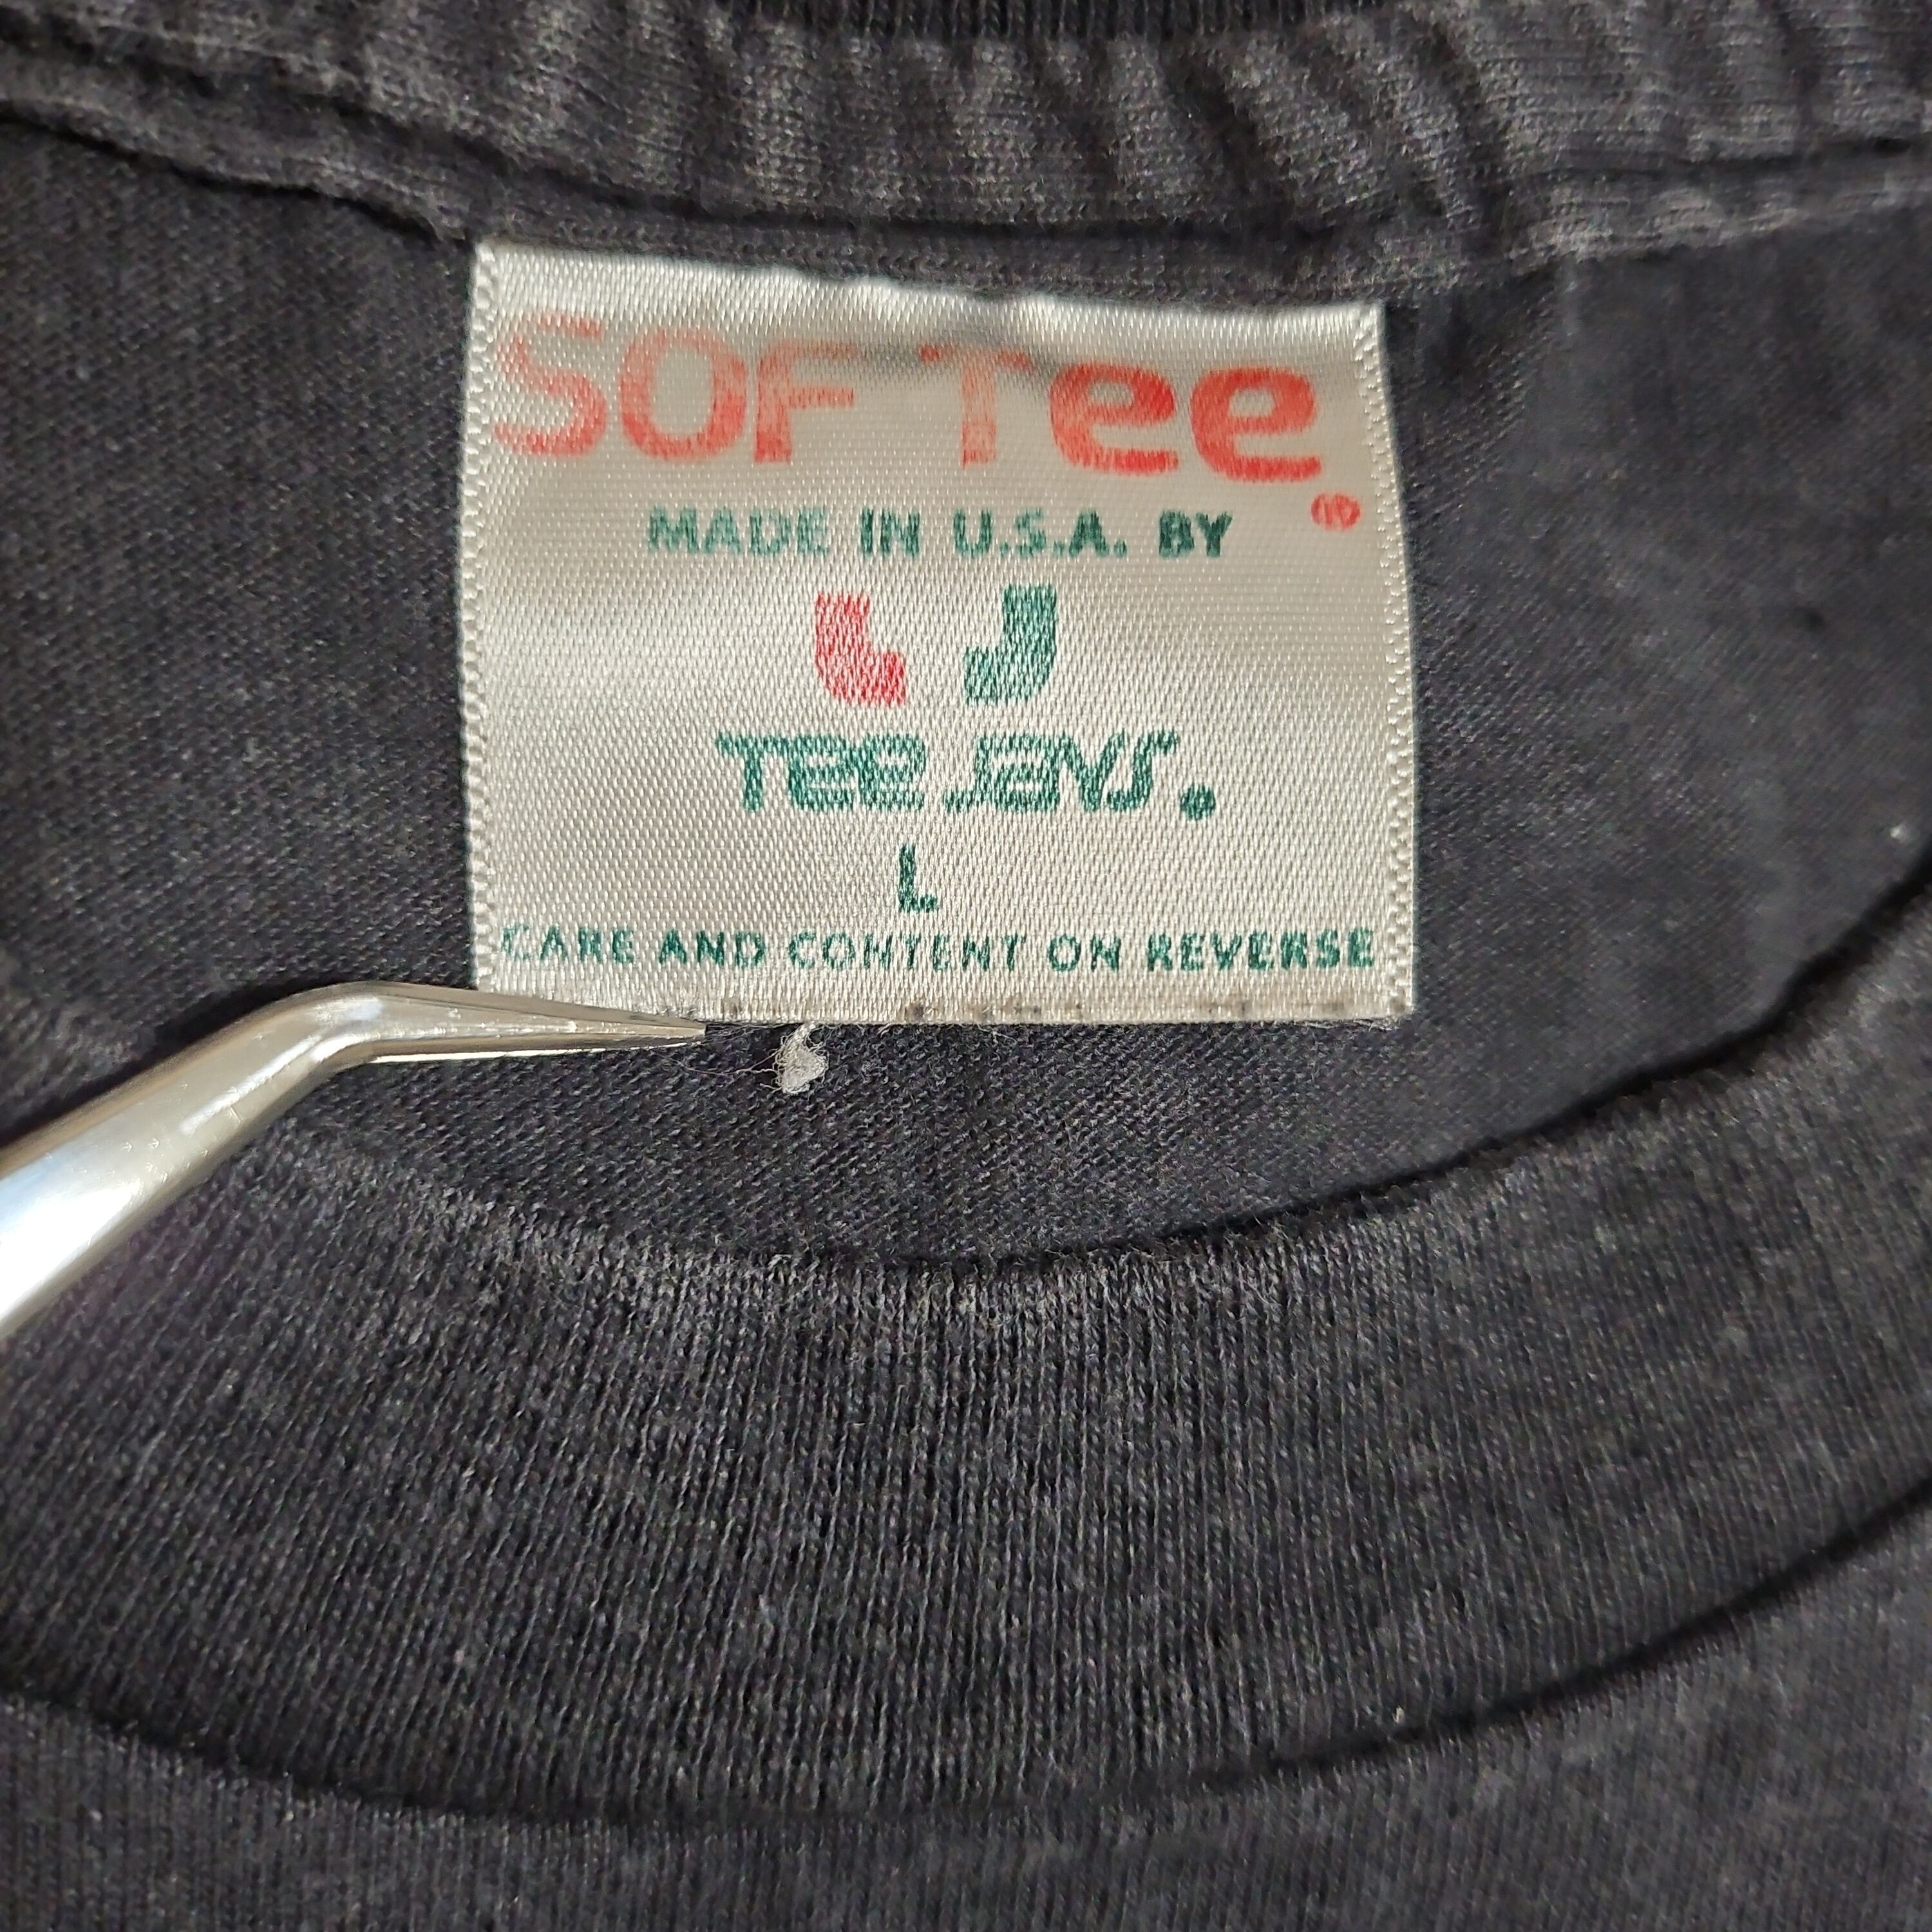 SOF Tee®
MADE IN U.S.A. BY
Tee Jays.
L
CARE AND CONTENT ON REVERSE